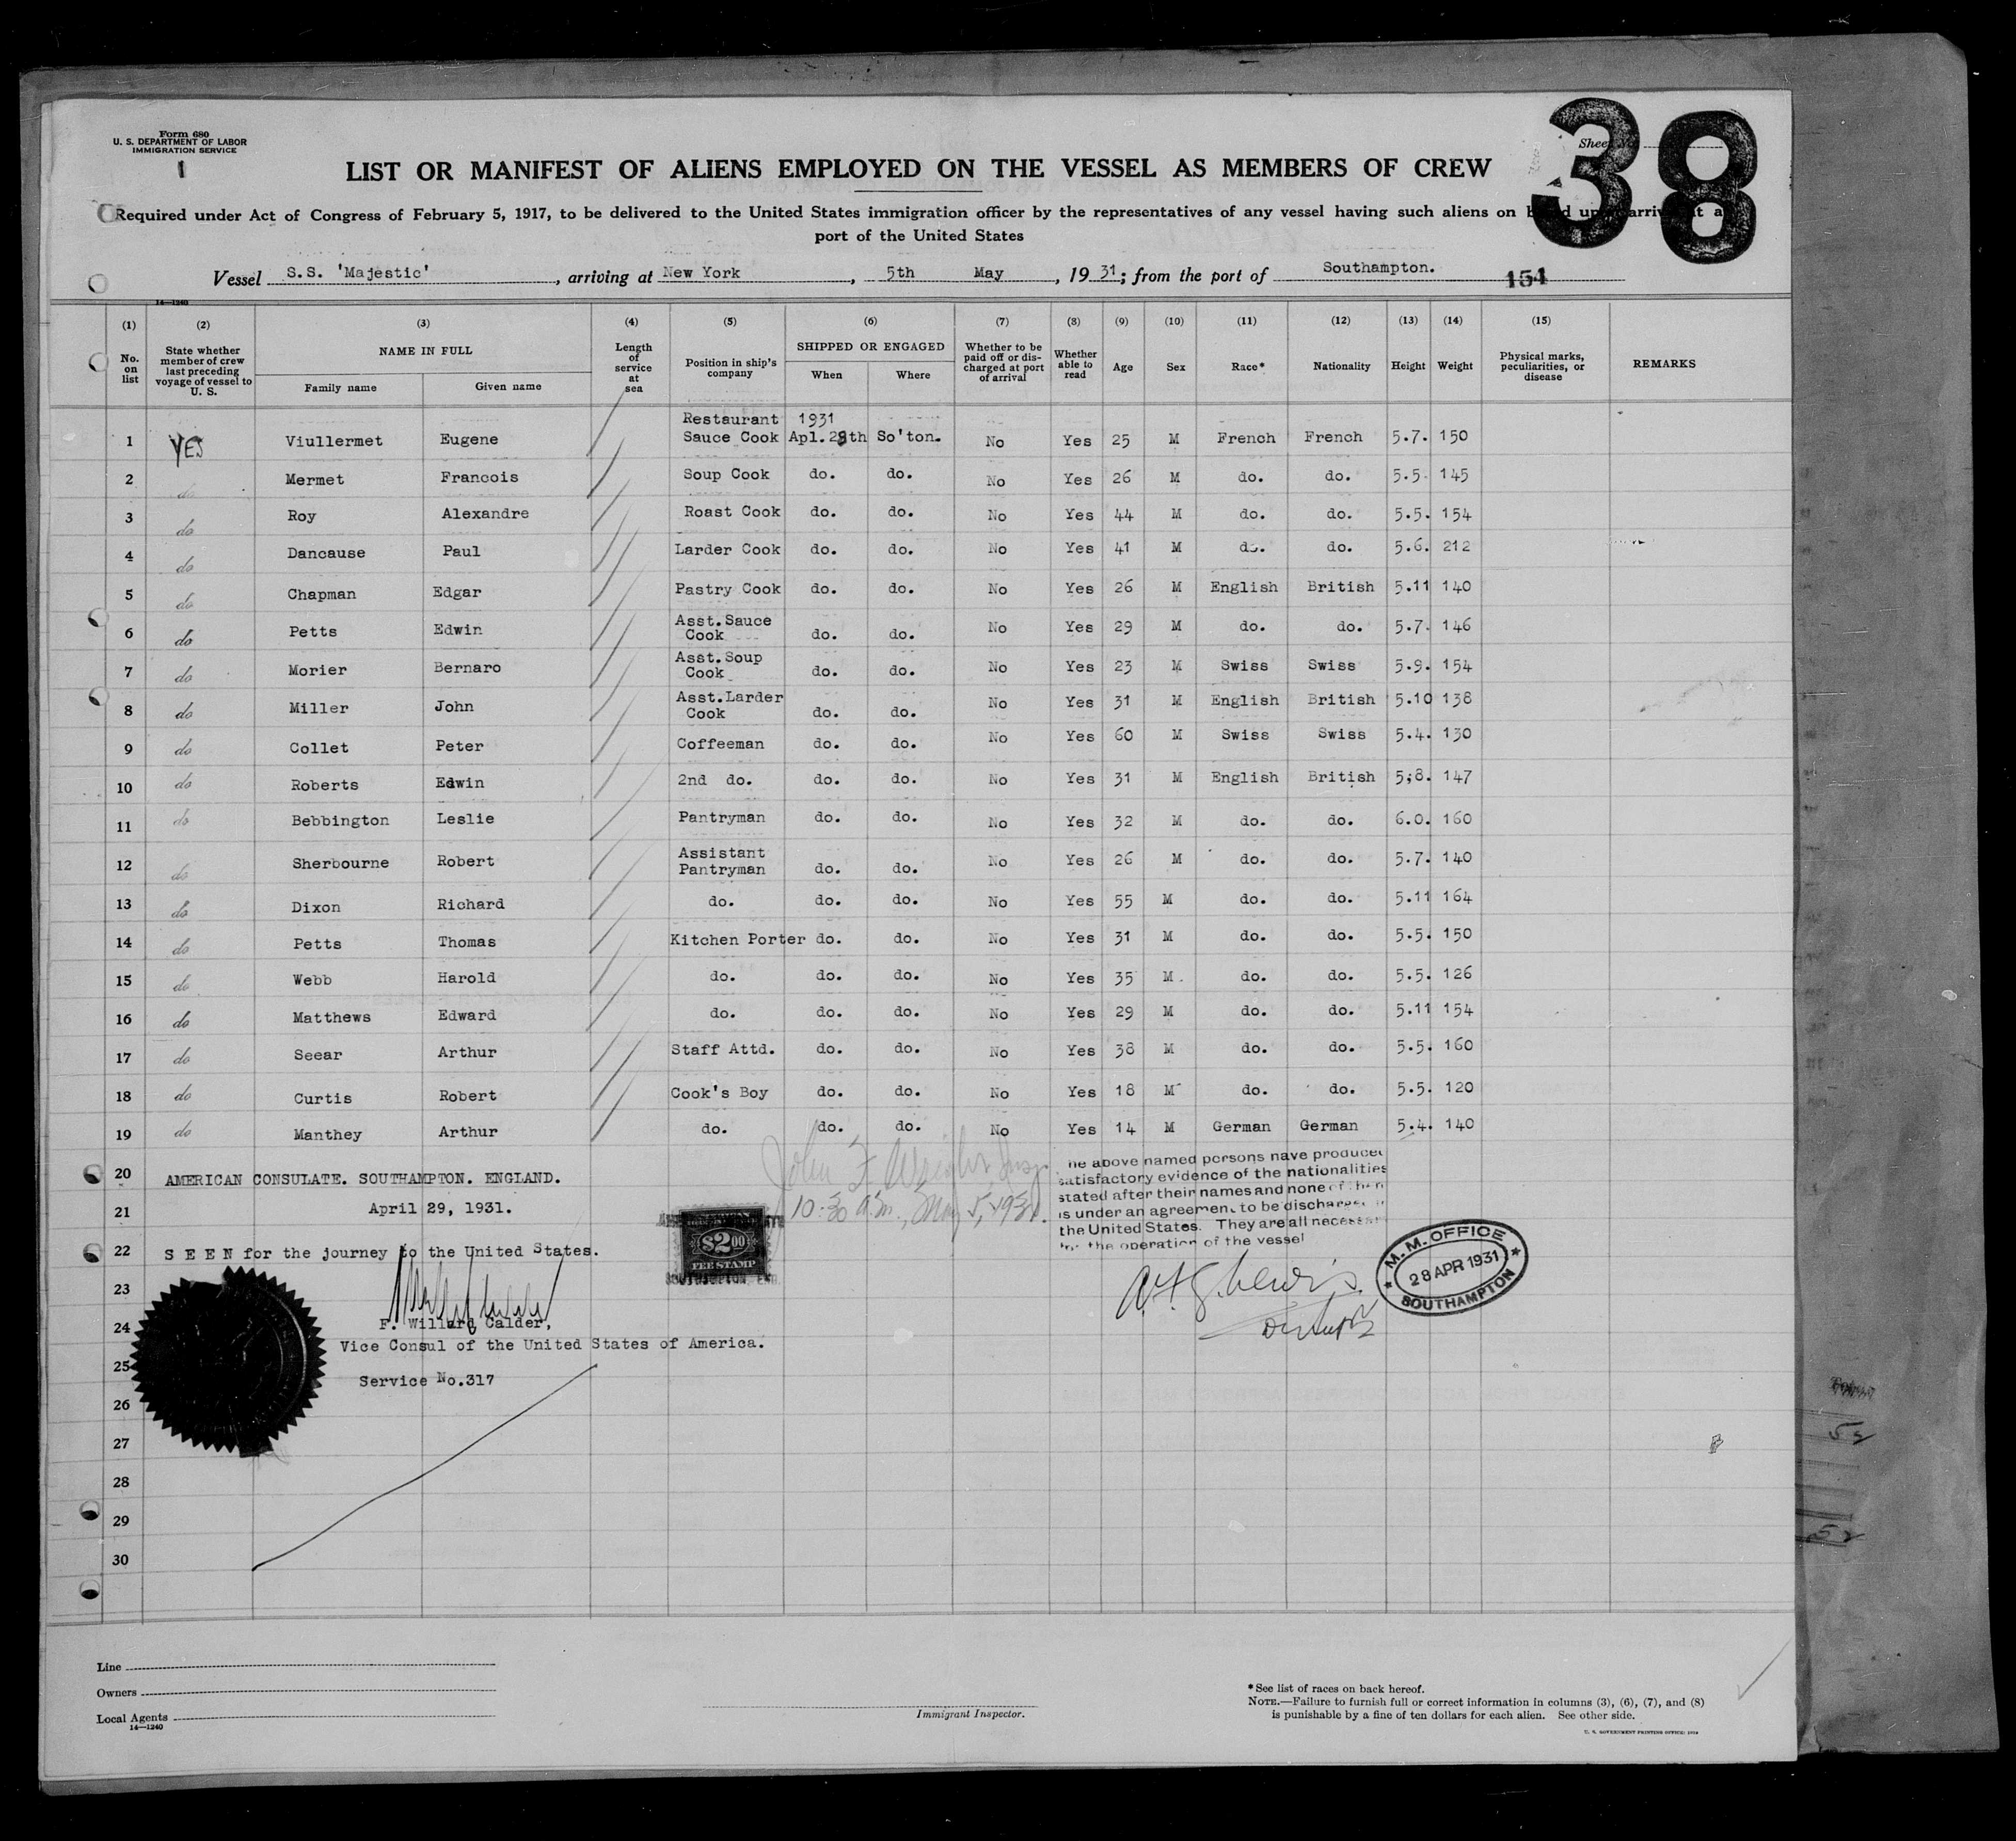 Form 680
U. S. DEPARTMENT OF LABOR
IMMIGRATION SERVICE
1
38
LIST OR MANIFEST OF ALIENS EMPLOYED ON THE VESSEL AS MEMBERS OF CREW
Required under Act of Congress of February 5, 1917, to be delivered to the United States immigration officer by the representatives of any vessel having such aliens on board upon arrival at a
port of the United States
Vessel S.S. 'Majestic' , arriving at New York , 5th May , 19 31; from the port of Southampton. 154
14—1240
(1) (2) (3) (4) (5) (6) (7) (8) (9) (10) (11) (12) (13) (14) (15)
No. on list
State whether member of crew last preceding voyage of vessel to U. S.
NAME IN FULL
Family name Given name
Length of service at sea
Position in ship's company
SHIPPED OR ENGAGED
When Where
Whether to be paid off or discharged at port of arrival
Whether able to read
Age Sex Race* Nationality Height Weight
Physical marks, peculiarities, or disease
REMARKS
Restaurant 1931
1 YES Viullermet Eugene Sauce Cook Apl.28th So'ton. No Yes 25 M French French 5.7. 150
2 do Mermet Francois Soup Cook do. do. No Yes 26 M do. do. 5.5. 145
3 do Roy Alexandre Roast Cook do. do. No Yes 44 M do. do. 5.5. 154
4 do Dancause Paul Larder Cook do. do. No Yes 41 M do. do. 5.6. 212
5 do Chapman Edgar Pastry Cook do. do. No Yes 26 M English British 5.11 140
6 do Petts Edwin Asst.Sauce Cook do. do. No Yes 29 M do. do. 5.7. 146
7 do Morier Bernaro Asst.Soup Cook do. do. No Yes 23 M Swiss Swiss 5.9. 154
8 do Miller John Asst.Larder Cook do. do. No Yes 31 M English British 5.10 138
9 do Collet Peter Coffeeman do. do. No Yes 60 M Swiss Swiss 5.4. 130
10 do Roberts Edwin 2nd do. do. do. No Yes 31 M English British 5;8. 147
11 do Bebbington Leslie Pantryman do. do. No Yes 32 M do. do. 6.0. 160
12 do Sherbourne Robert Assistant Pantryman do. do. No Yes 26 M do. do. 5.7. 140
13 do Dixon Richard do. do. do. No Yes 55 M do. do. 5.11 164
14 do Petts Thomas Kitchen Porter do. do. No Yes 31 M do. do. 5.5. 150
15 do Webb Harold do. do. do. No Yes 35 M. do. do. 5.5. 126
16 do Matthews Edward do. do. do. No Yes 29 M do. do. 5.11 154
17 do Seear Arthur Staff Attd. do. do. No Yes 38 M do. do. 5.5. 160
18 do Curtis Robert Cook's Boy do. do. No Yes 18 M do. do. 5.5. 120
19 do Manthey Arthur do. do. do. No Yes 14 M German German 5.4. 140
20 AMERICAN CONSULATE. SOUTHAMPTON. ENGLAND.
21 April 29, 1931.
22 S E E N for the journey to the United States.
23
24 F. Willard Calder,
Vice Consul of the United States of America.
25
Service No.317
26
27
28
29
30
John F
10:30 a.m., May 5, 1931.
$2.00
FEE STAMP
he above named persons have produced
satisfactory evidence of the nationalities
stated after their names and none of them
is under an agreement to be discharged in
the United States. They are all necessary
for the operation of the vessel
Lewis
M. M. OFFICE
28 APR 1931
SOUTHAMPTON
Line
Owners
Local Agents
14—1240
Immigrant Inspector.
*See list of races on back hereof.
NOTE.—Failure to furnish full or correct information in columns (3), (6), (7), and (8)
is punishable by a fine of ten dollars for each alien. See other side.
52
52